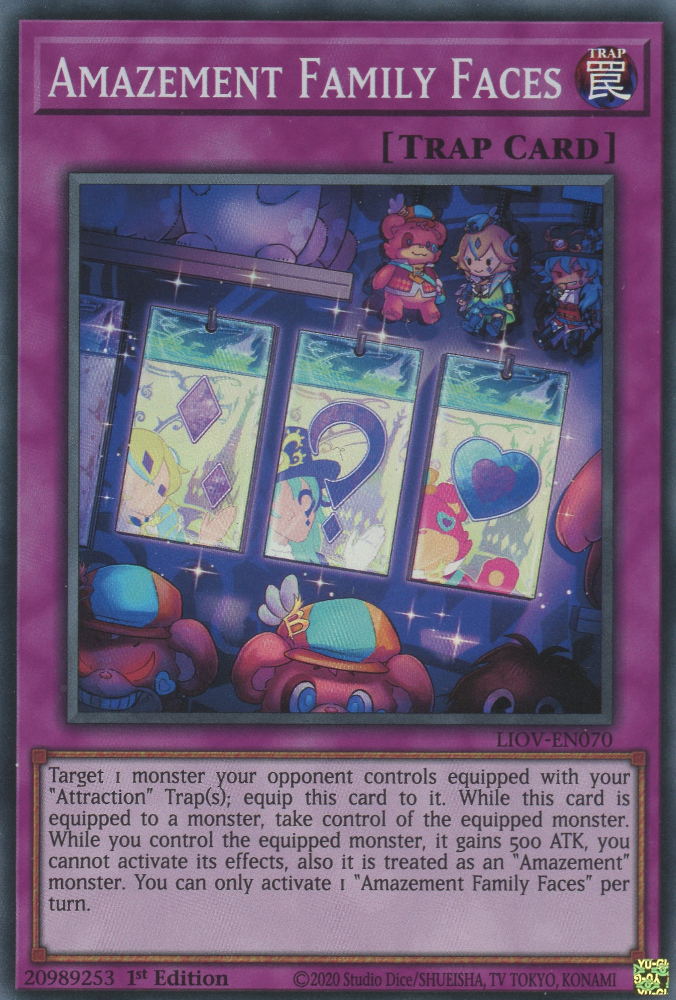 AMAZEMENT FAMILY FACES
TRAP
罠
[TRAP CARD]
B
LIOV-EN070
Target 1 monster your opponent controls equipped with your
"Attraction" Trap(s); equip this card to it. While this card is
equipped to a monster, take control of the equipped monster.
While you control the equipped monster, it gains 500 ATK, you
cannot activate its effects, also it is treated as an "Amazement"
monster. You can only activate 1 "Amazement Family Faces" per
turn.
20989253 1st Edition ©2020 Studio Dice/SHUEISHA, TV TOKYO, KONAMI